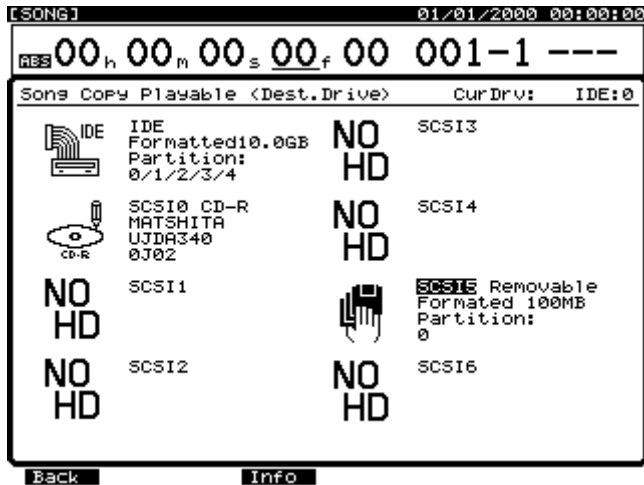 [SONG] 01/01/2000 00:00:00
ABS 00h 00m 00s 00f 00 001-1 ---
Song Copy Playable <Dest.Drive> CurDrv: IDE:0
IDE
IDE
Formatted10.0GB
Partition:
0/1/2/3/4
NO HD
SCSI3
CD-R
SCSI0 CD-R
MATSHITA
UJDA340
0J02
NO HD
SCSI4
NO HD
SCSI1
SCSI5 Removable
Formated 100MB
Partition:
0
NO HD
SCSI2
NO HD
SCSI6
Back Info